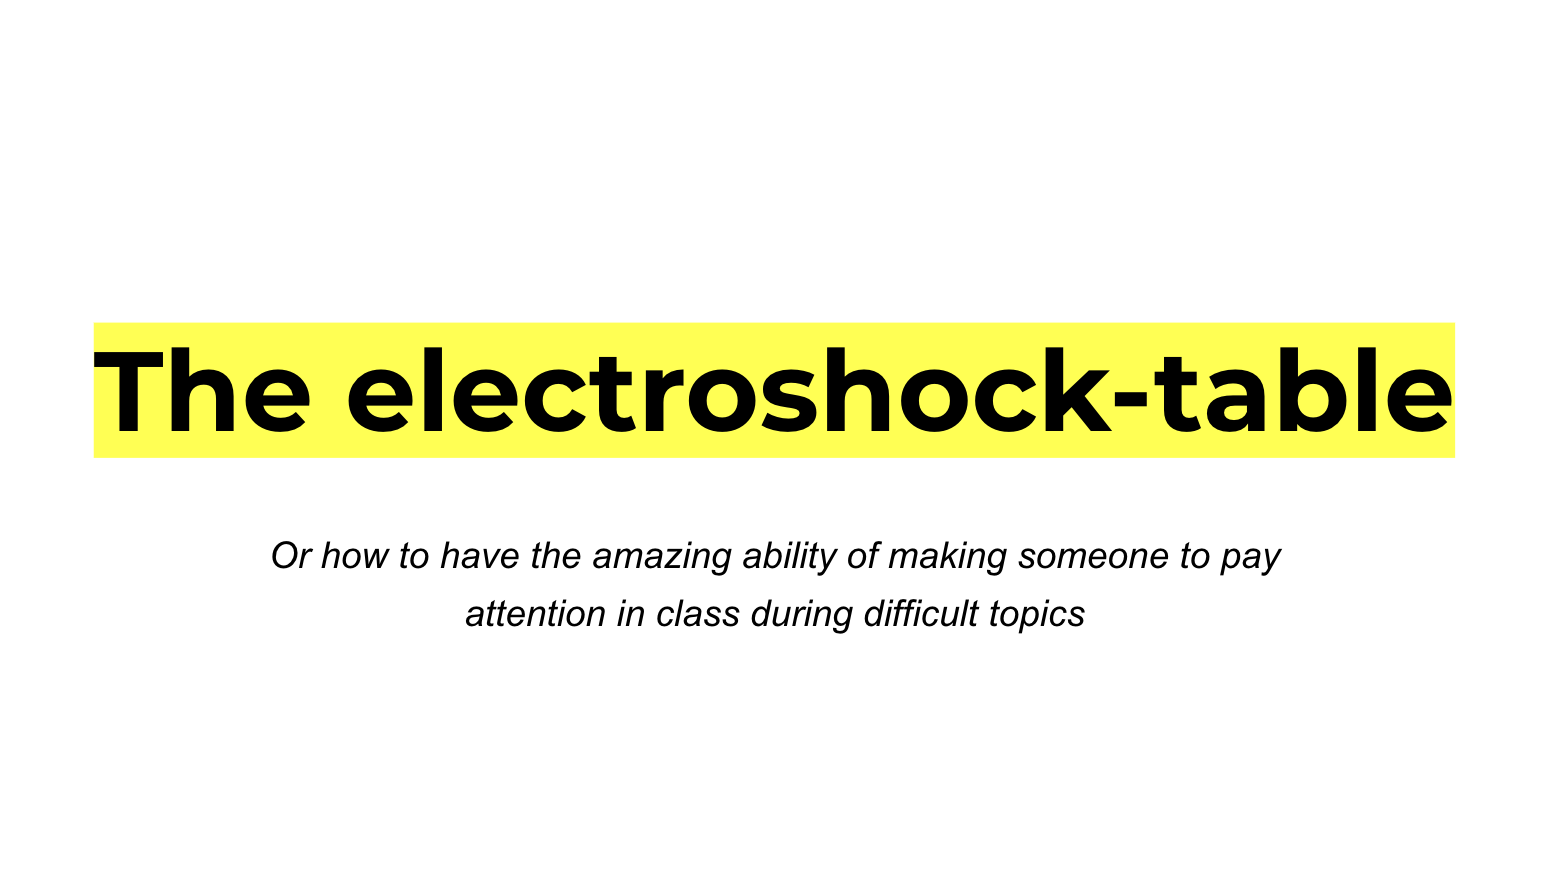 The electroshock-table
Or how to have the amazing ability of making someone to pay
attention in class during difficult topics